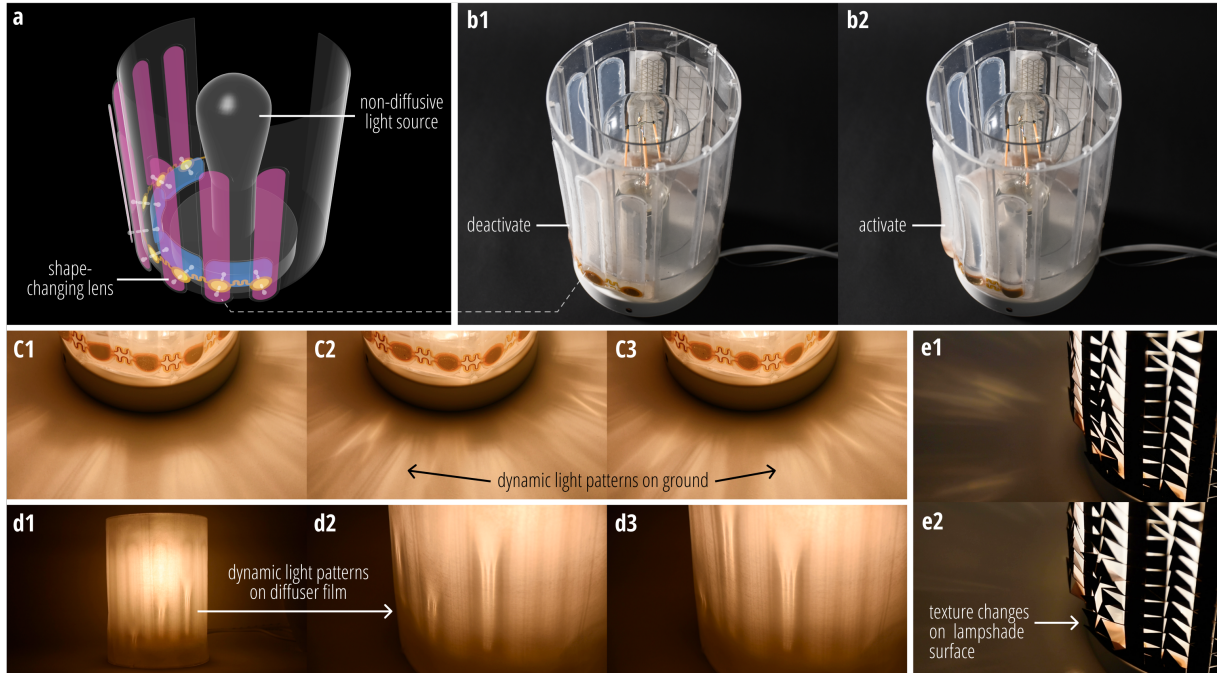 a
non-diffusive
light source
shape-
changing lens
b1
deactivate
b2
activate
C1
C2
C3
dynamic light patterns on ground
d1
dynamic light patterns
on diffuser film
d2
d3
e1
e2
texture changes
on lampshade
surface